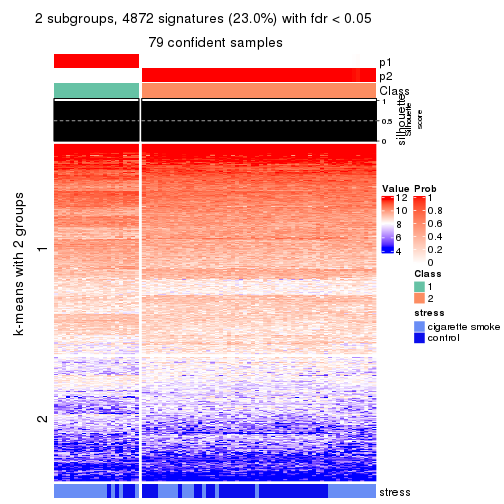 2 subgroups, 4872 signatures (23.0%) with fdr < 0.05
79 confident samples
p1
p2
Class
silhouette
1
0.5
0
Silhouette
score
k-means with 2 groups
1
2
stress
Value
12
10
8
6
4
Prob
1
0.8
0.6
0.4
0.2
0
Class
1
2
stress
cigarette smoke
control